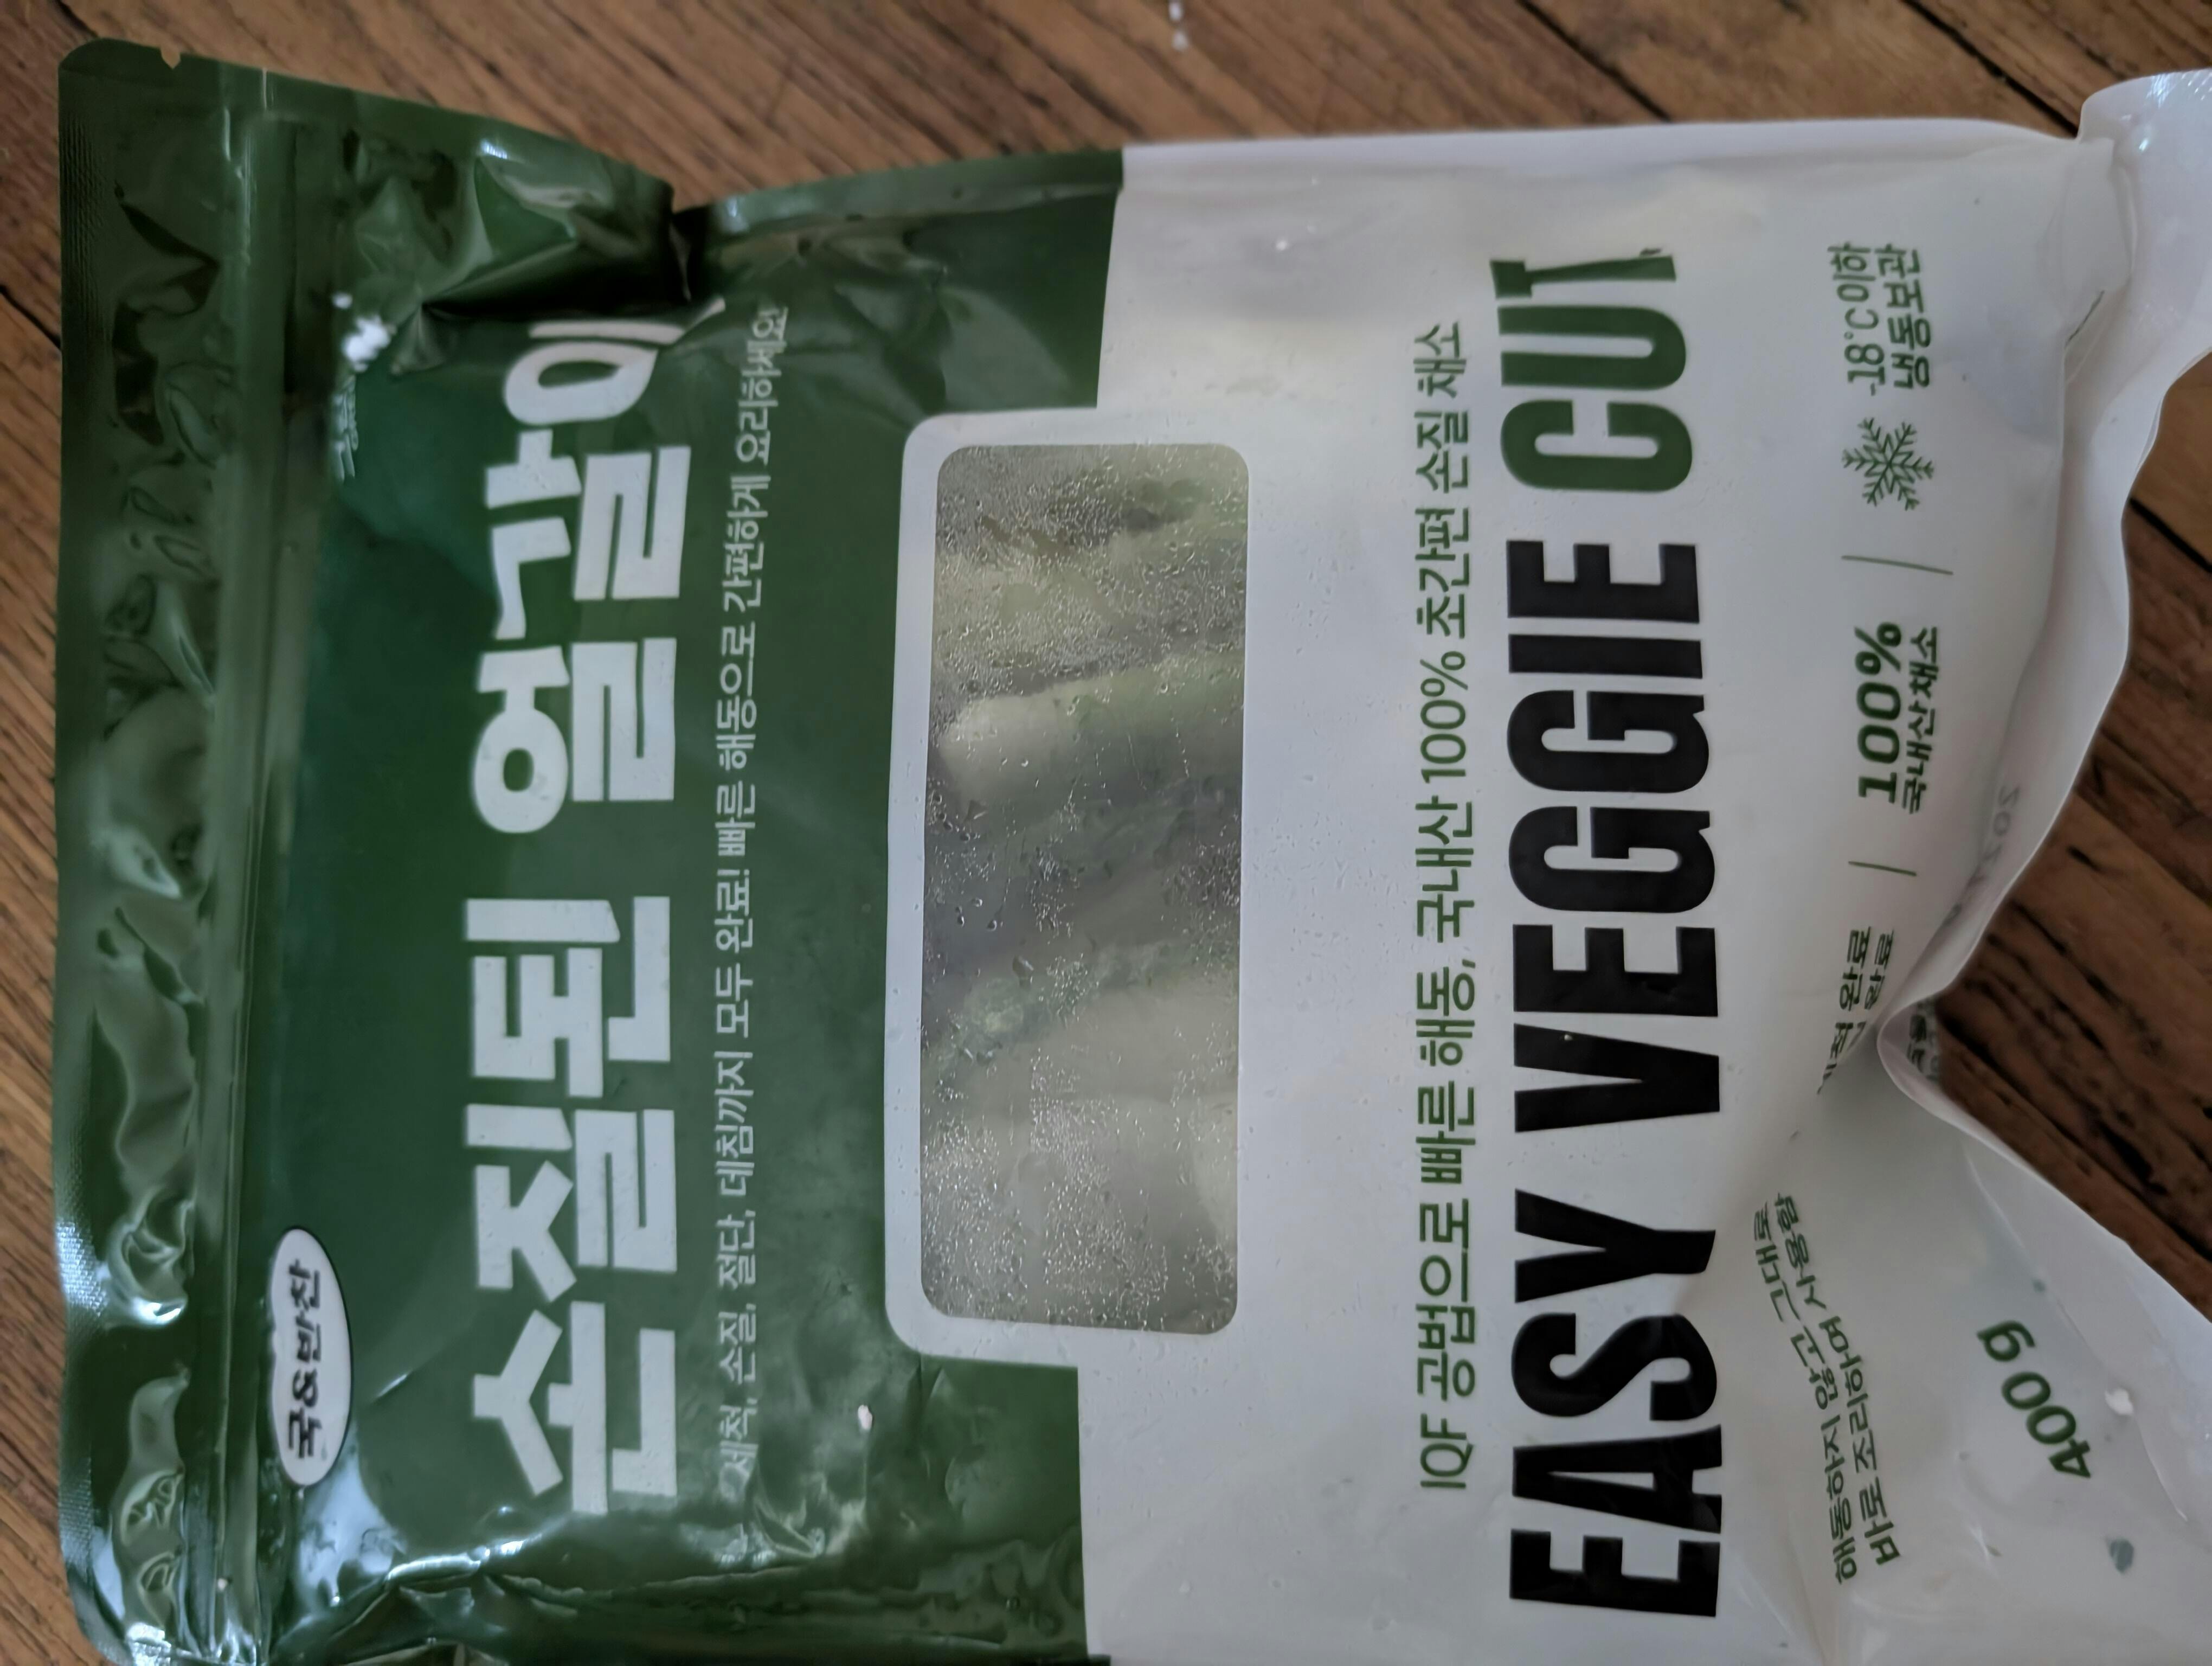 국&반찬
손질된 얼갈이
세척, 손질, 절단, 데침까지 모두 완료! 빠른 해동으로 간편하게 요리하세요
IQF 공법으로 빠른 해동, 국내산 100% 초간편 손질 채소
EASY VEGGIE CUT
해동하지 않고 그대로
바로 조리하여 사용함
완료
완료
100%
국내산채소
-18°C 이하
냉동보관
400g